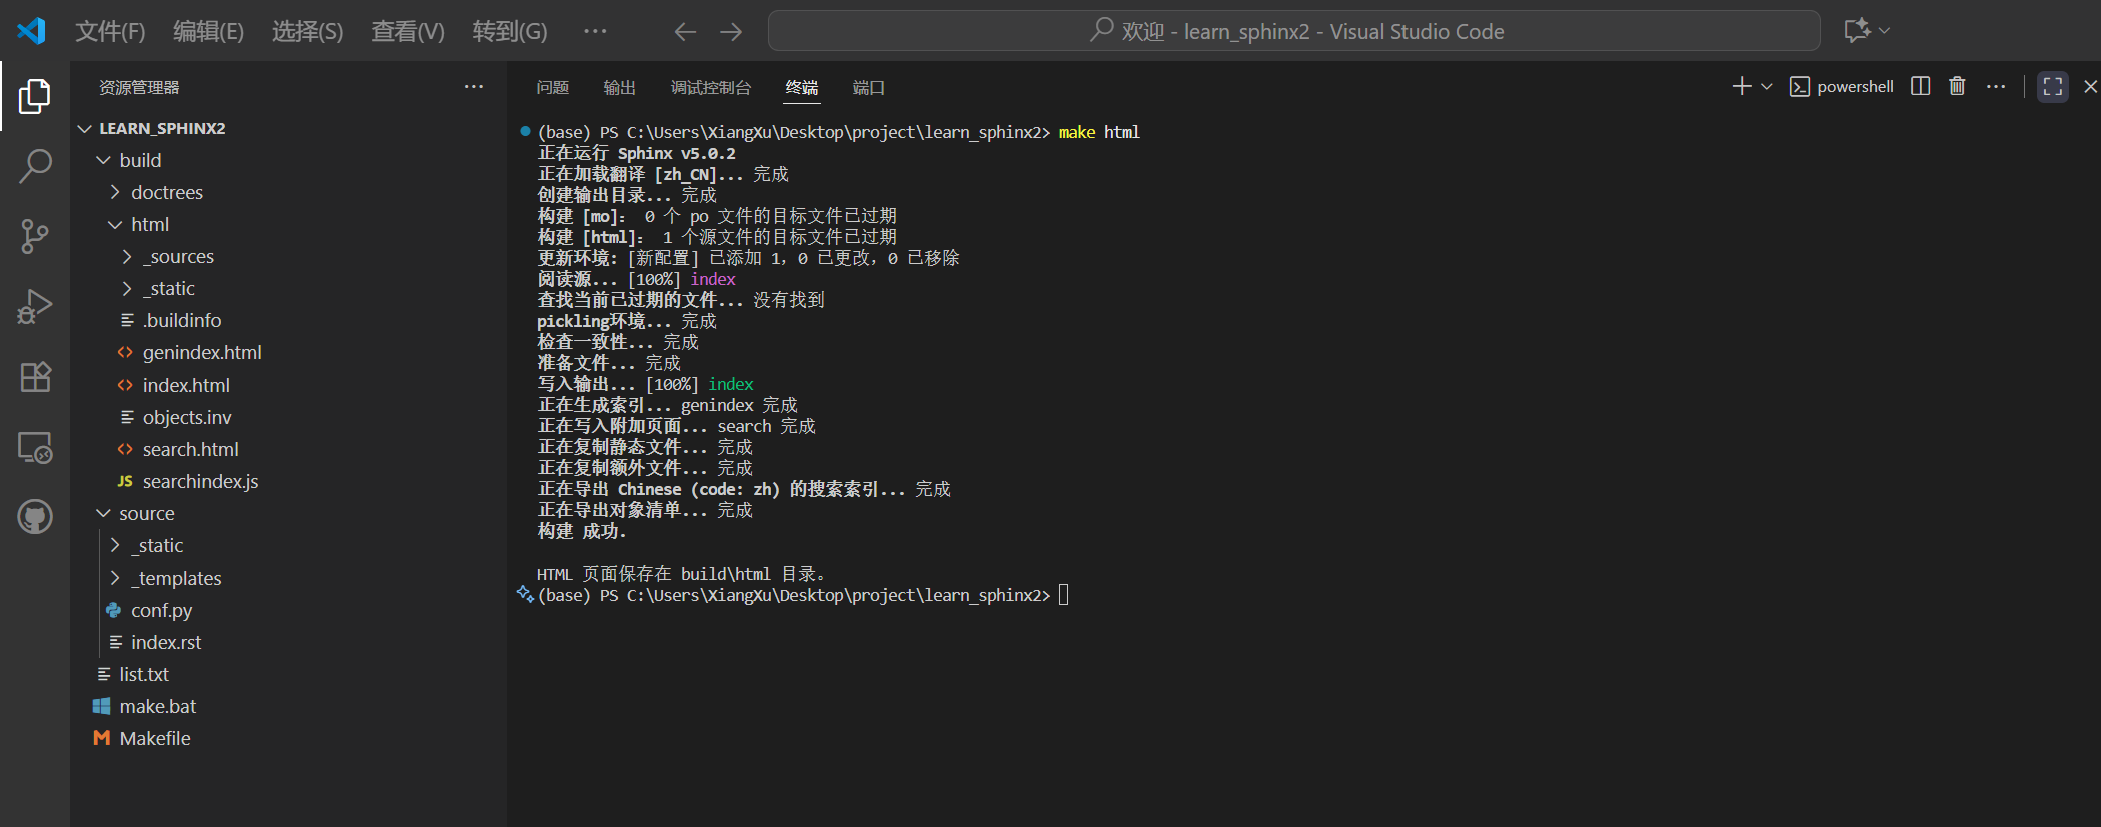 文件(F) 编辑(E) 选择(S) 查看(V) 转到(G) ··· 欢迎 - learn_sphinx2 - Visual Studio Code
资源管理器 ···
LEARN_SPHINX2
build
doctrees
html
_sources
_static
.buildinfo
genindex.html
index.html
objects.inv
search.html
JS searchindex.js
source
_static
_templates
conf.py
index.rst
list.txt
make.bat
M Makefile
问题 输出 调试控制台 终端 端口 powershell ···
(base) PS C:\Users\XiangXu\Desktop\project\learn_sphinx2> make html
正在运行 Sphinx v5.0.2
正在加载翻译 [zh_CN]... 完成
创建输出目录... 完成
构建 [mo]： 0 个 po 文件的目标文件已过期
构建 [html]： 1 个源文件的目标文件已过期
更新环境: [新配置] 已添加 1，0 已更改，0 已移除
阅读源... [100%] index
查找当前已过期的文件... 没有找到
pickling环境... 完成
检查一致性... 完成
准备文件... 完成
写入输出... [100%] index
正在生成索引... genindex 完成
正在写入附加页面... search 完成
正在复制静态文件... 完成
正在复制额外文件... 完成
正在导出 Chinese (code: zh) 的搜索索引... 完成
正在导出对象清单... 完成
构建 成功.
HTML 页面保存在 build\html 目录。
(base) PS C:\Users\XiangXu\Desktop\project\learn_sphinx2>